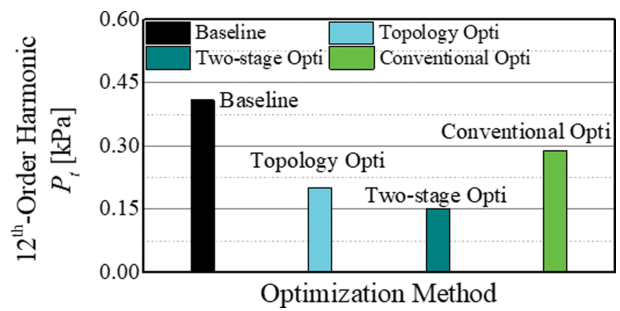 0.60
0.45
0.30
0.15
0.00
12th-Order Harmonic
Pt [kPa]
Baseline
Topology Opti
Two-stage Opti
Conventional Opti
Baseline
Topology Opti
Two-stage Opti
Conventional Opti
Optimization Method